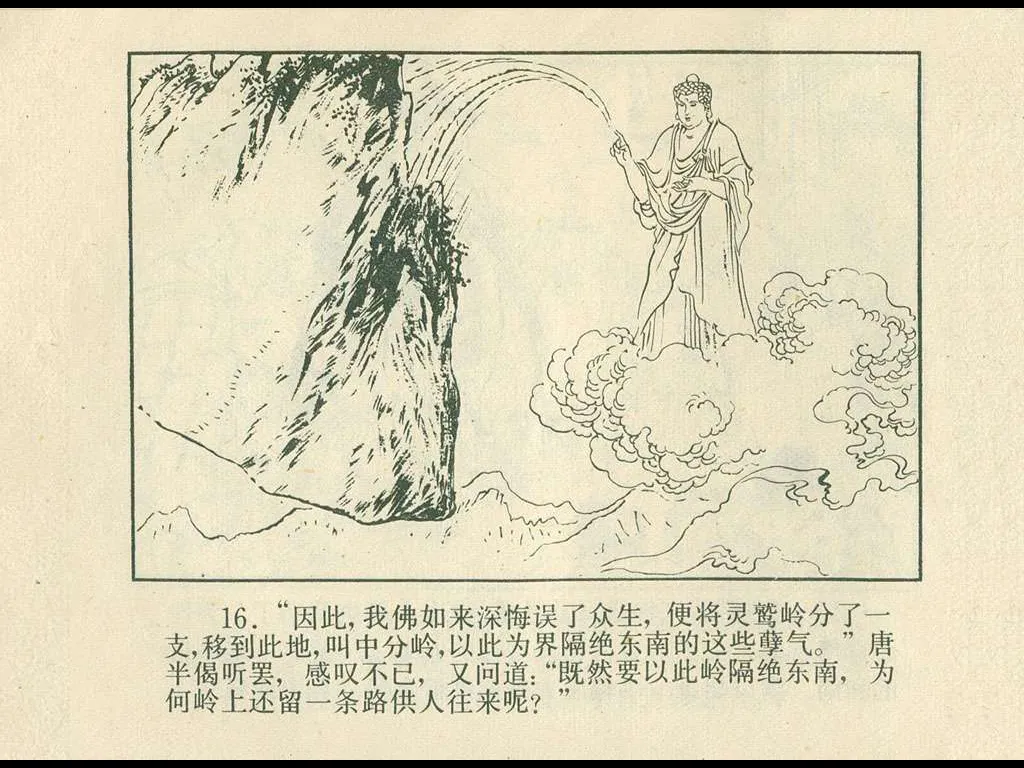 16．“因此，我佛如来深悔误了众生，便将灵鹫岭分了一
支，移到此地，叫中分岭，以此为界隔绝东南的这些孽气。”唐
半偈听罢，感叹不已，又问道：“既然要以此岭隔绝东南，为
何岭上还留一条路供人往来呢？”